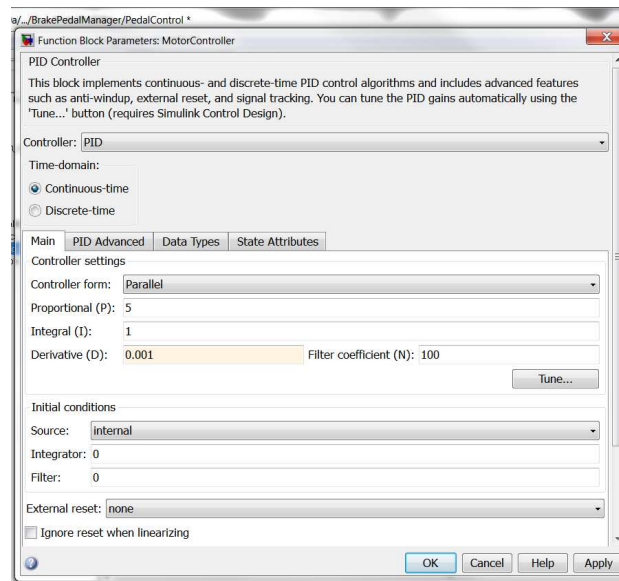 a/.../BrakePedalManager/PedalControl *
Function Block Parameters: MotorController
PID Controller
This block implements continuous- and discrete-time PID control algorithms and includes advanced features
such as anti-windup, external reset, and signal tracking. You can tune the PID gains automatically using the
'Tune...' button (requires Simulink Control Design).
Controller: PID
Time-domain:
Continuous-time
Discrete-time
Main PID Advanced Data Types State Attributes
Controller settings
Controller form: Parallel
Proportional (P): 5
Integral (I): 1
Derivative (D): 0.001 Filter coefficient (N): 100
Tune...
Initial conditions
Source: internal
Integrator: 0
Filter: 0
External reset: none
Ignore reset when linearizing
OK Cancel Help Apply